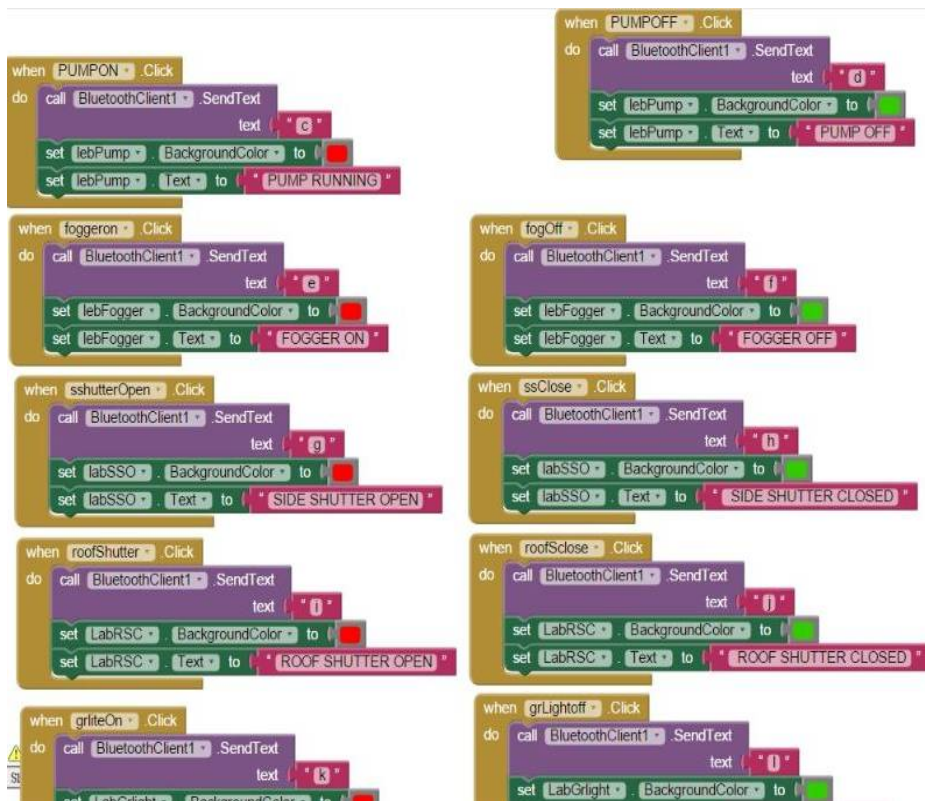 when PUMPON .Click
do call BluetoothClient1 .SendText
text " c "
set lebPump . BackgroundColor to
set lebPump . Text to " PUMP RUNNING "
when PUMPOFF .Click
do call BluetoothClient1 .SendText
text " d "
set lebPump . BackgroundColor to
set lebPump . Text to " PUMP OFF "
when foggeron .Click
do call BluetoothClient1 .SendText
text " e "
set lebFogger . BackgroundColor to
set lebFogger . Text to " FOGGER ON "
when fogOff .Click
do call BluetoothClient1 .SendText
text " f "
set lebFogger . BackgroundColor to
set lebFogger . Text to " FOGGER OFF "
when sshutterOpen .Click
do call BluetoothClient1 .SendText
text " g "
set labSSO . BackgroundColor to
set labSSO . Text to " SIDE SHUTTER OPEN "
when ssClose .Click
do call BluetoothClient1 .SendText
text " h "
set labSSO . BackgroundColor to
set labSSO . Text to " SIDE SHUTTER CLOSED "
when roofShutter .Click
do call BluetoothClient1 .SendText
text " i "
set LabRSC . BackgroundColor to
set LabRSC . Text to " ROOF SHUTTER OPEN "
when roofSclose .Click
do call BluetoothClient1 .SendText
text " j "
set LabRSC . BackgroundColor to
set LabRSC . Text to " ROOF SHUTTER CLOSED "
when grliteOn .Click
do call BluetoothClient1 .SendText
text " k "
set LabGrlight . BackgroundColor to
when grLightoff .Click
do call BluetoothClient1 .SendText
text " l "
set LabGrlight . BackgroundColor to